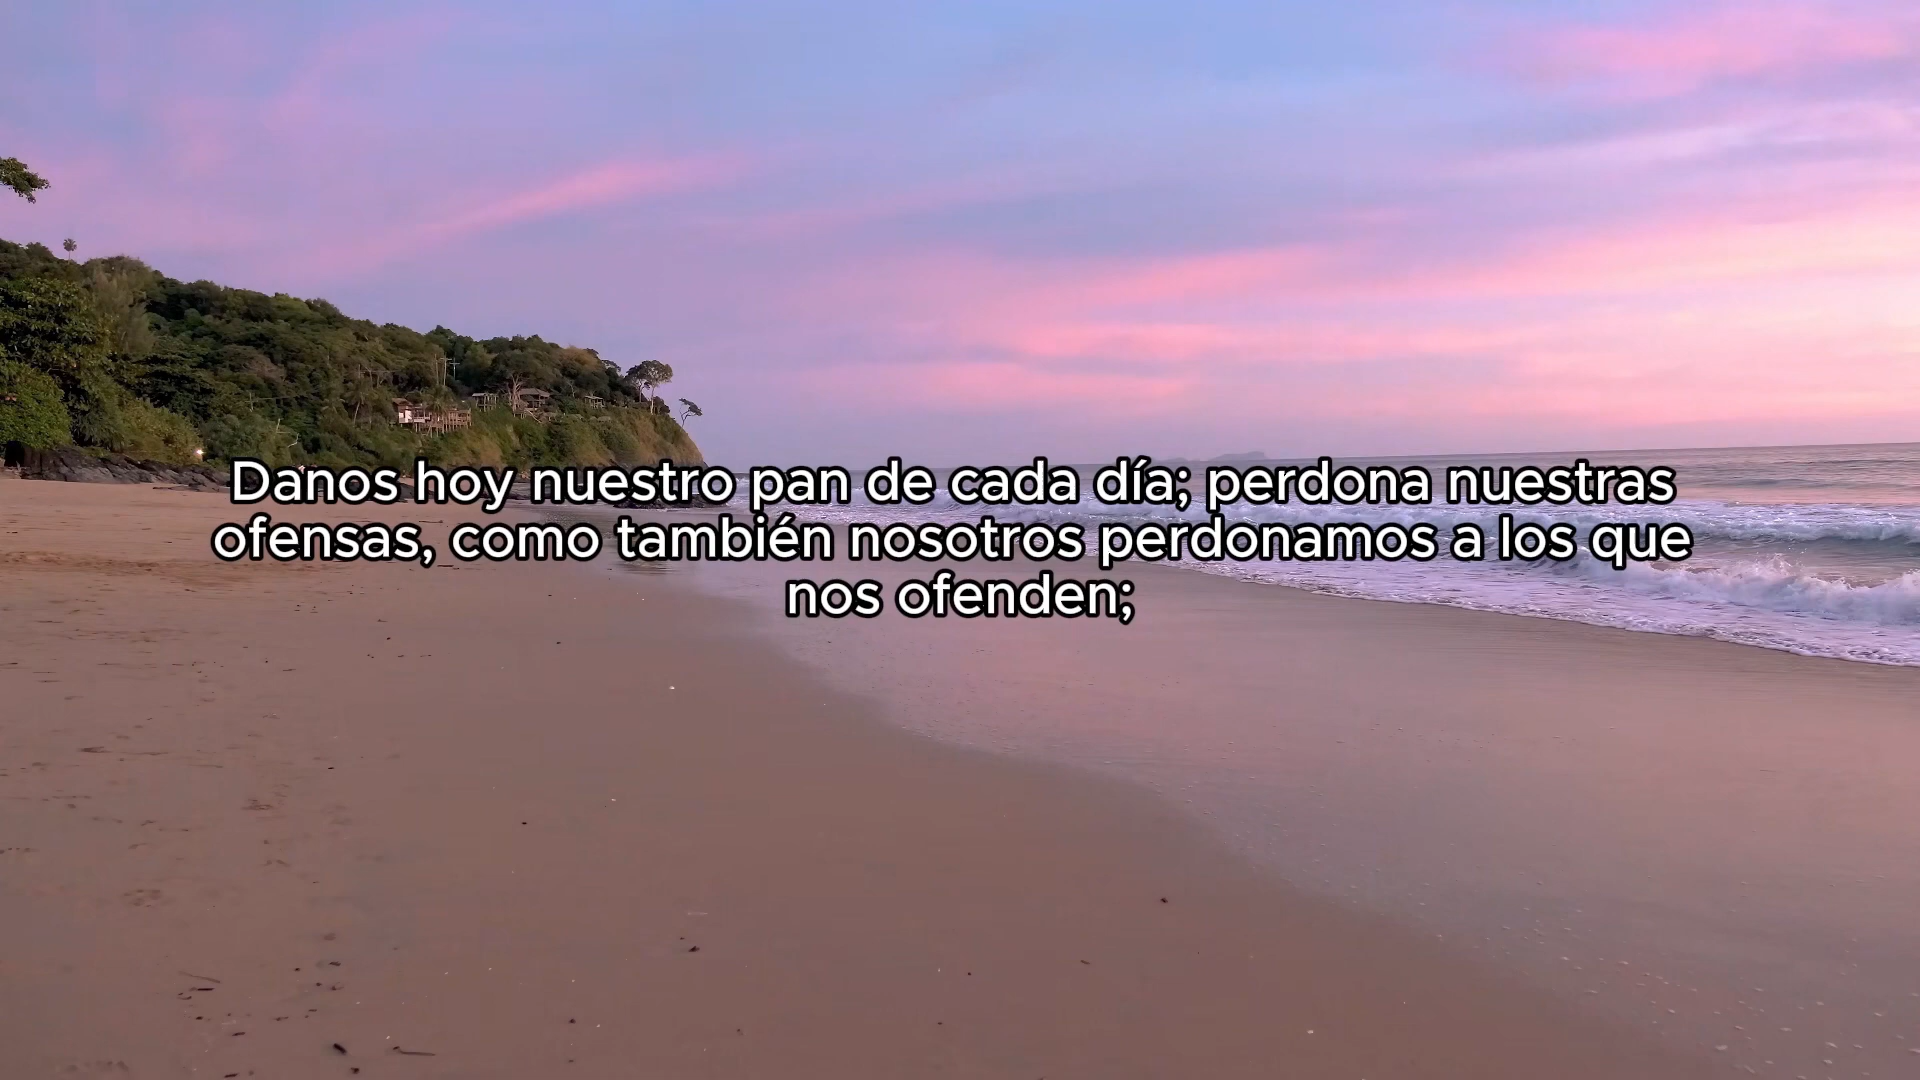 Danos hoy nuestro pan de cada día; perdona nuestras
ofensas, como también nosotros perdonamos a los que
nos ofenden;